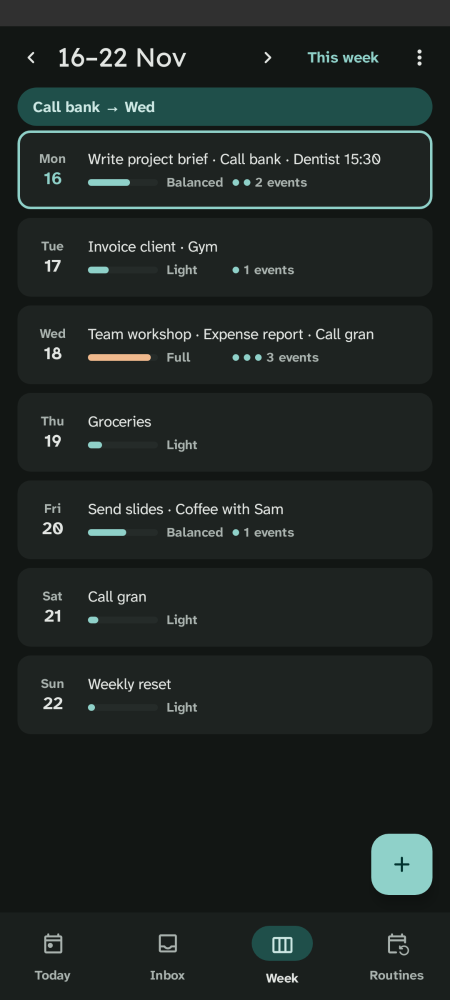 16–22 Nov
This week
Call bank → Wed
Mon
16
Write project brief · Call bank · Dentist 15:30
Balanced
2 events
Tue
17
Invoice client · Gym
Light
1 events
Wed
18
Team workshop · Expense report · Call gran
Full
3 events
Thu
19
Groceries
Light
Fri
20
Send slides · Coffee with Sam
Balanced
1 events
Sat
21
Call gran
Light
Sun
22
Weekly reset
Light
Today
Inbox
Week
Routines